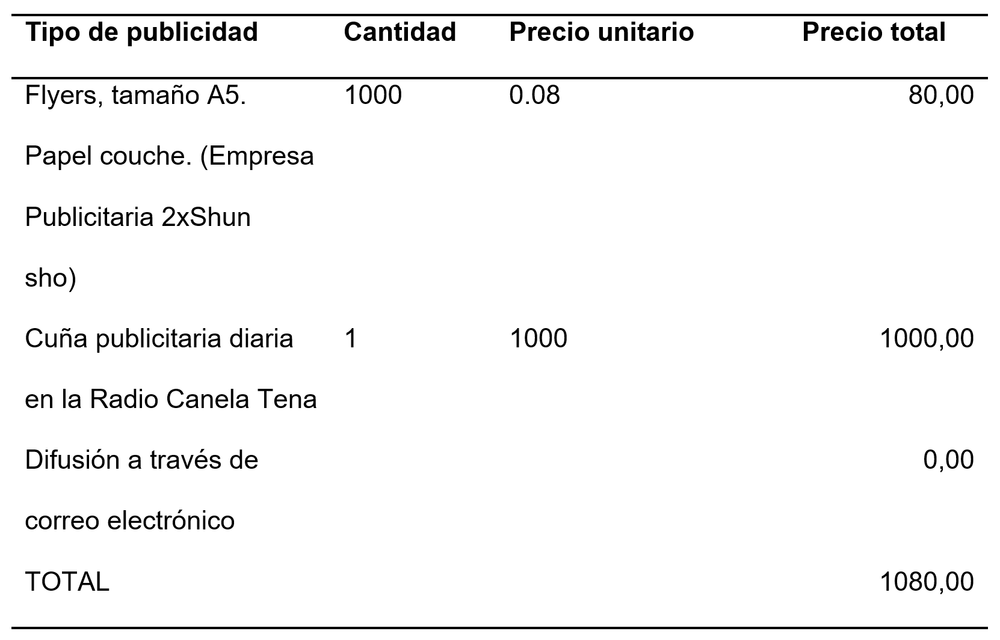 Tipo de publicidad Cantidad Precio unitario Precio total
Flyers, tamaño A5. 1000 0.08 80,00
Papel couche. (Empresa
Publicitaria 2xShun
sho)
Cuña publicitaria diaria 1 1000 1000,00
en la Radio Canela Tena
Difusión a través de 0,00
correo electrónico
TOTAL 1080,00